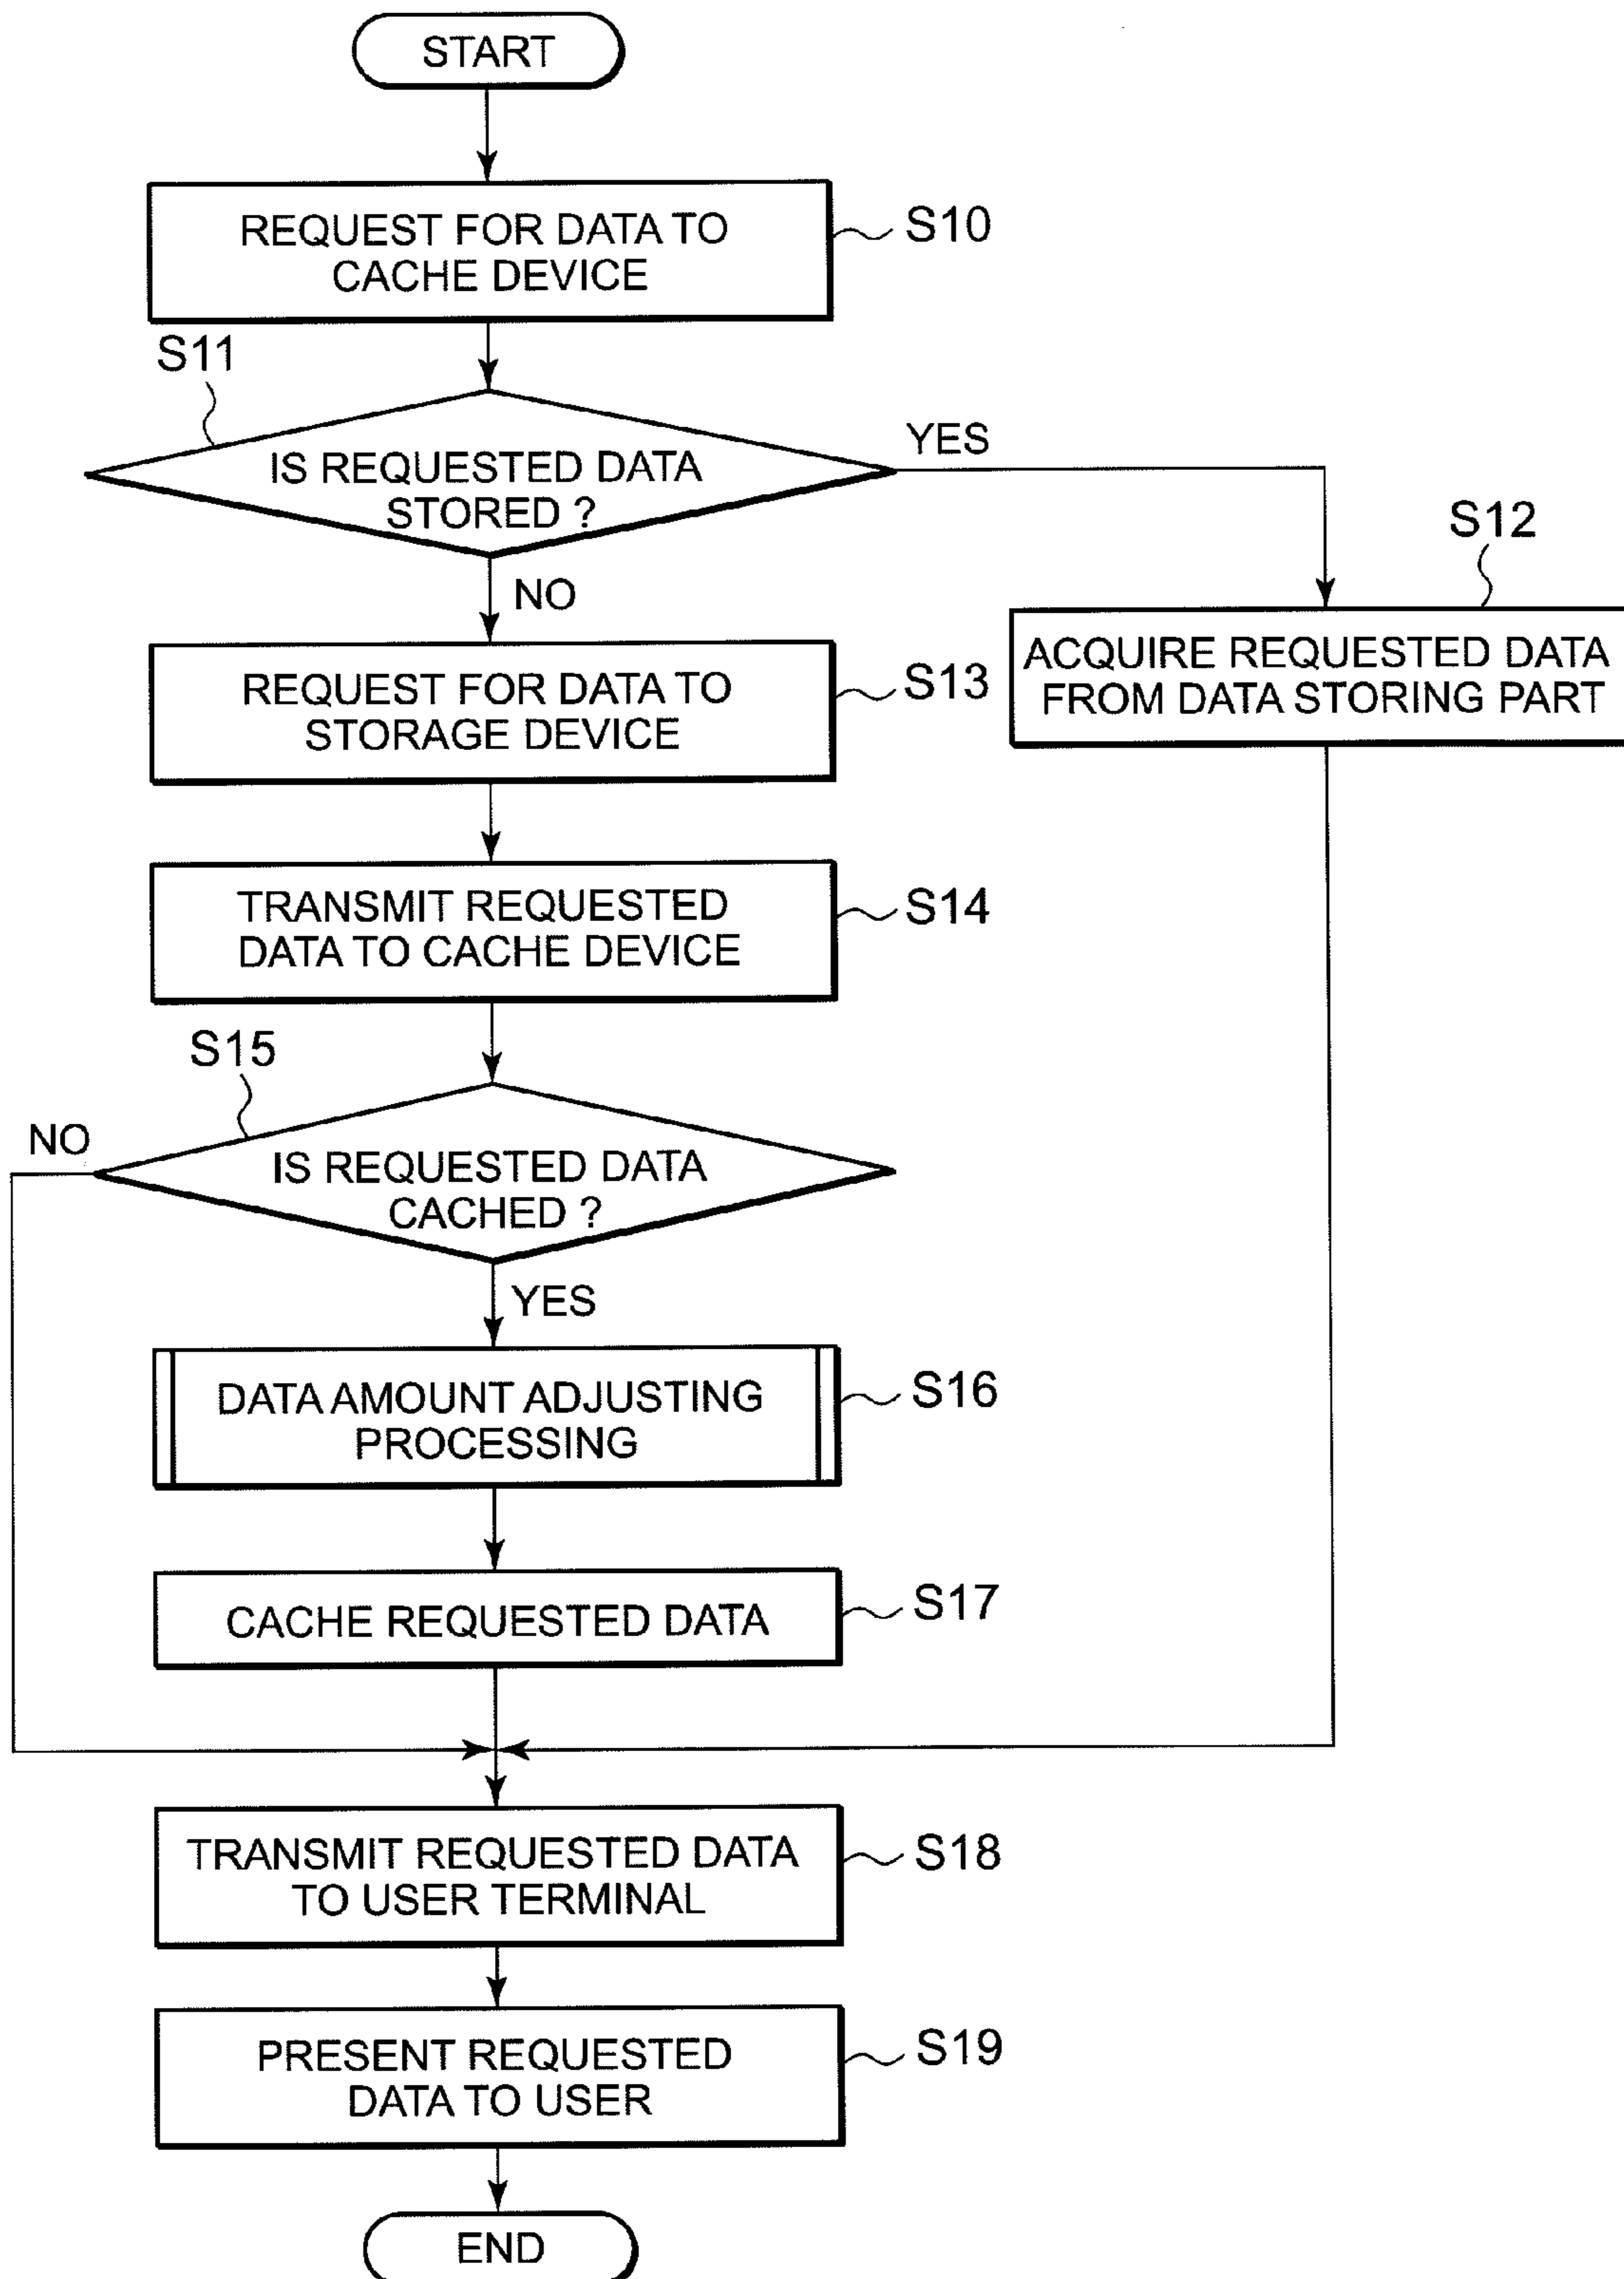 START
REQUEST FOR DATA TO
CACHE DEVICE
S10
S11
IS REQUESTED DATA
STORED ?
YES
NO
S12
ACQUIRE REQUESTED DATA
FROM DATA STORING PART
REQUEST FOR DATA TO
STORAGE DEVICE
S13
TRANSMIT REQUESTED
DATA TO CACHE DEVICE
S14
S15
NO
IS REQUESTED DATA
CACHED ?
YES
DATA AMOUNT ADJUSTING
PROCESSING
S16
CACHE REQUESTED DATA
S17
TRANSMIT REQUESTED DATA
TO USER TERMINAL
S18
PRESENT REQUESTED
DATA TO USER
S19
END